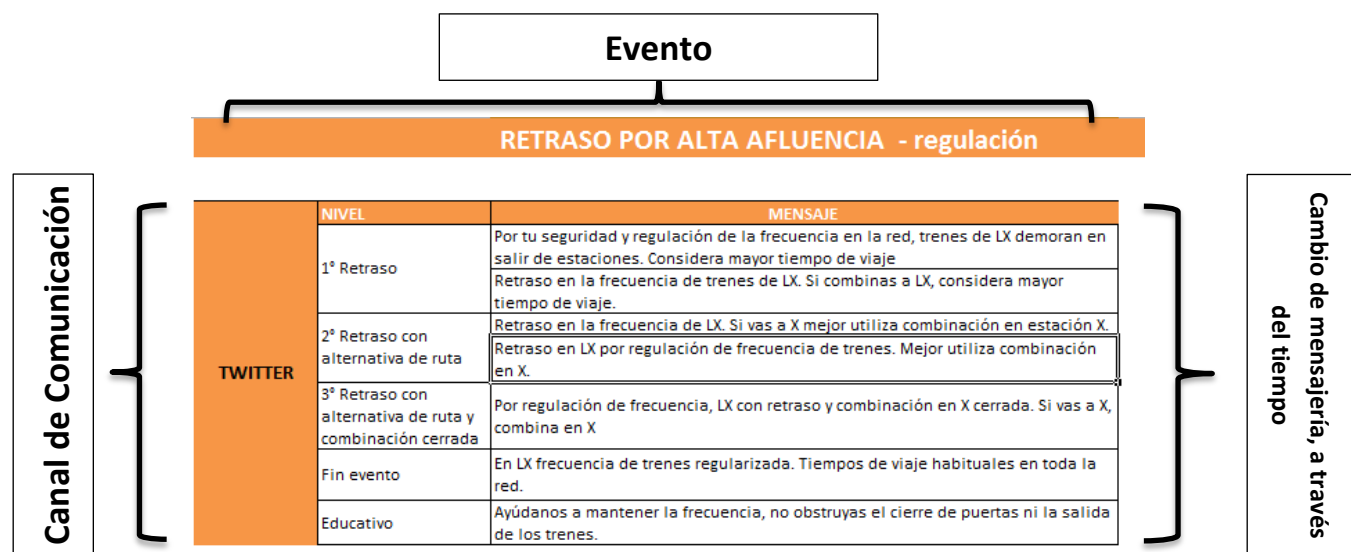 Evento
RETRASO POR ALTA AFLUENCIA - regulación
Canal de Comunicación
TWITTER
NIVEL
MENSAJE
1° Retraso
Por tu seguridad y regulación de la frecuencia en la red, trenes de LX demoran en
salir de estaciones. Considera mayor tiempo de viaje
Retraso en la frecuencia de trenes de LX. Si combinas a LX, considera mayor
tiempo de viaje.
2° Retraso con
alternativa de ruta
Retraso en la frecuencia de LX. Si vas a X mejor utiliza combinación en estación X.
Retraso en LX por regulación de frecuencia de trenes. Mejor utiliza combinación
en X.
3° Retraso con
alternativa de ruta y
combinación cerrada
Por regulación de frecuencia, LX con retraso y combinación en X cerrada. Si vas a X,
combina en X
Fin evento
En LX frecuencia de trenes regularizada. Tiempos de viaje habituales en toda la
red.
Educativo
Ayúdanos a mantener la frecuencia, no obstruyas el cierre de puertas ni la salida
de los trenes.
Cambio de mensajería, a través
del tiempo